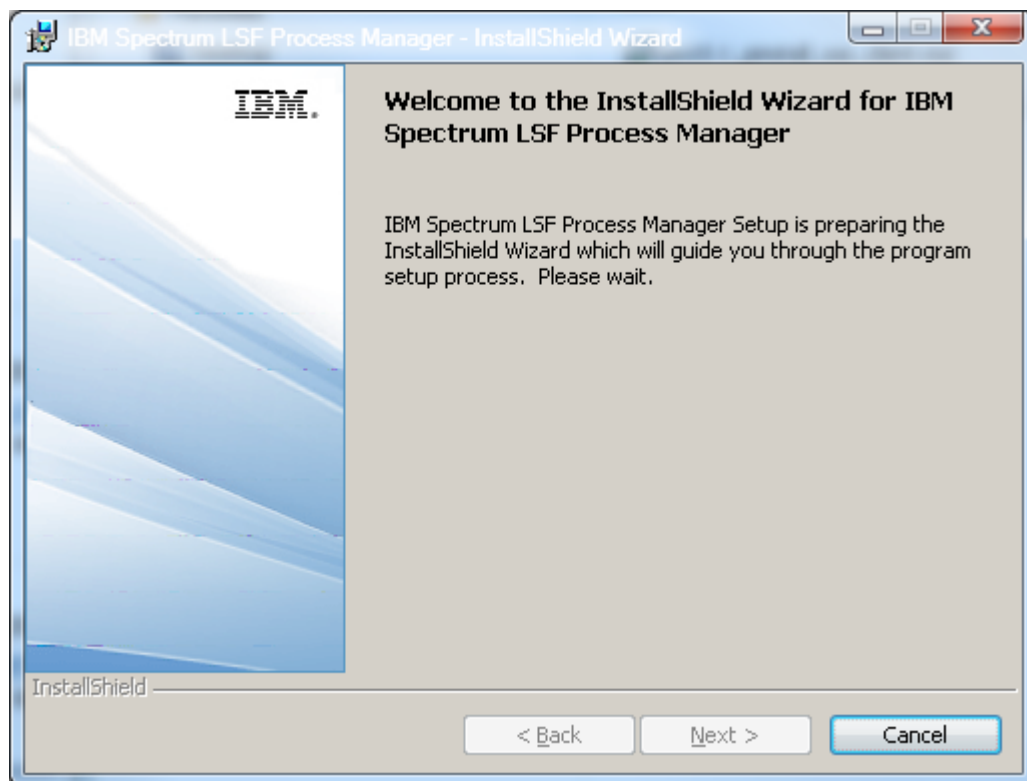 IBM Spectrum LSF Process Manager - InstallShield Wizard
IBM.
Welcome to the InstallShield Wizard for IBM
Spectrum LSF Process Manager
IBM Spectrum LSF Process Manager Setup is preparing the
InstallShield Wizard which will guide you through the program
setup process.  Please wait.
InstallShield
< Back
Next >
Cancel